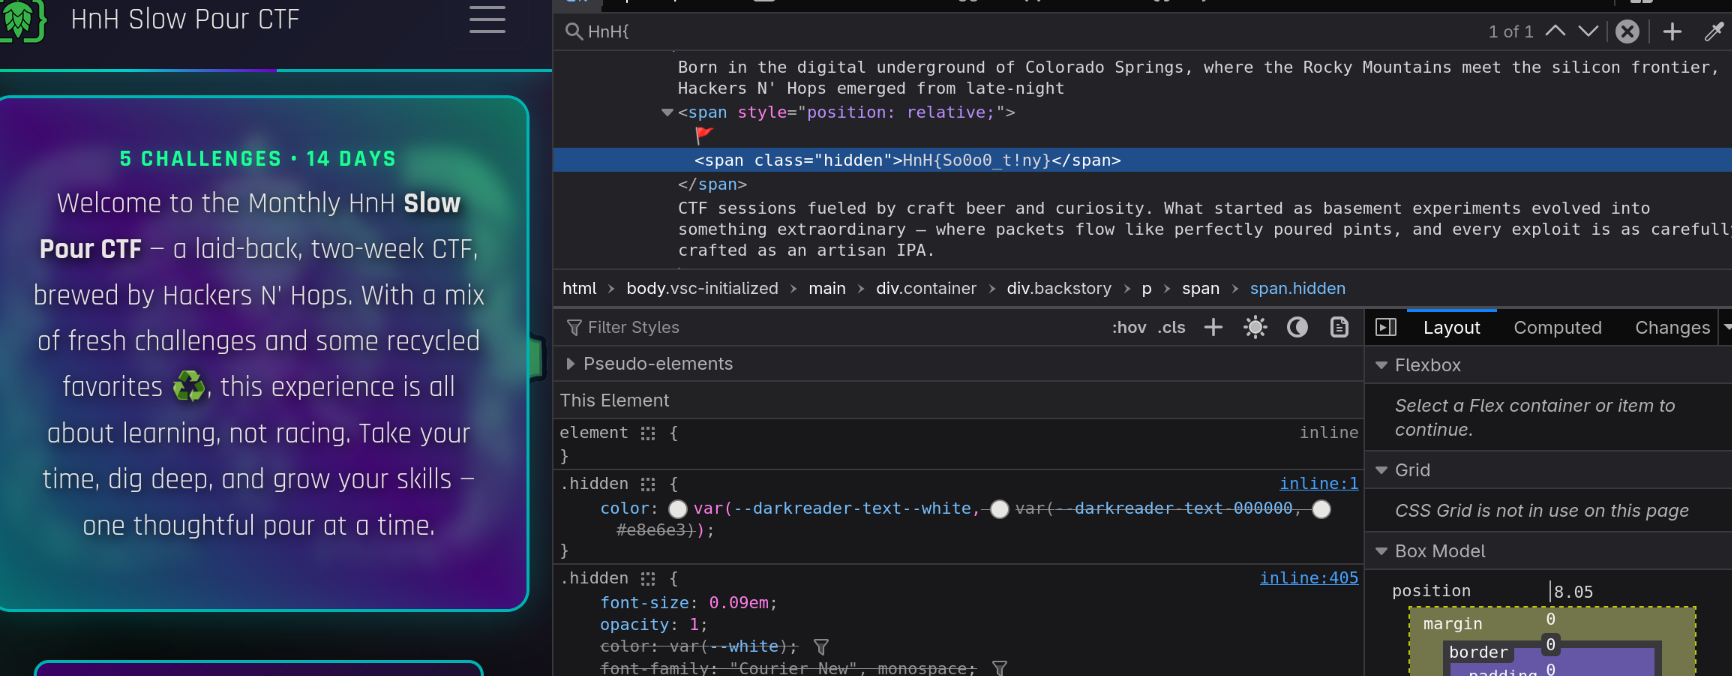 HnH Slow Pour CTF
5 CHALLENGES • 14 DAYS
Welcome to the Monthly HnH Slow
Pour CTF – a laid-back, two-week CTF,
brewed by Hackers N' Hops. With a mix
of fresh challenges and some recycled
favorites ♻️, this experience is all
about learning, not racing. Take your
time, dig deep, and grow your skills –
one thoughtful pour at a time.
HnH{
1 of 1
Born in the digital underground of Colorado Springs, where the Rocky Mountains meet the silicon frontier,
Hackers N' Hops emerged from late-night
<span style="position: relative;">
🚩
<span class="hidden">HnH{So0o0_t!ny}</span>
</span>
CTF sessions fueled by craft beer and curiosity. What started as basement experiments evolved into
something extraordinary — where packets flow like perfectly poured pints, and every exploit is as carefully
crafted as an artisan IPA.
html > body.vsc-initialized > main > div.container > div.backstory > p > span > span.hidden
Filter Styles
:hov .cls
Pseudo-elements
This Element
element { inline
}
.hidden { inline:1
color: var(--darkreader-text--white, var(--darkreader-text-000000,
#e8e6e3));
}
.hidden { inline:405
font-size: 0.09em;
opacity: 1;
color: var(--white);
font-family: "Courier New", monospace;
Layout Computed Changes
Flexbox
Select a Flex container or item to
continue.
Grid
CSS Grid is not in use on this page
Box Model
position 8.05
margin 0
border 0
padding 0